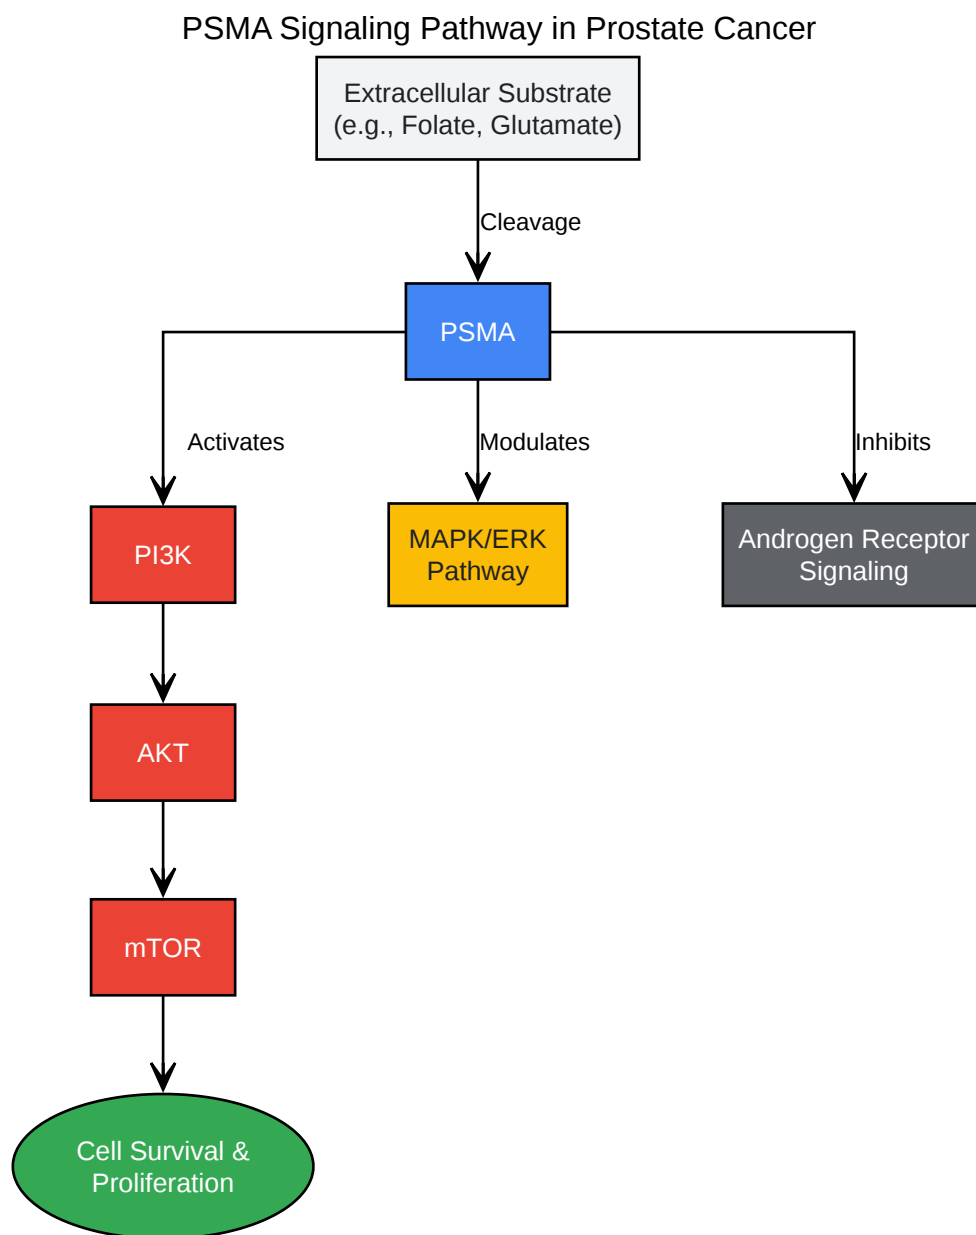 PSMA Signaling Pathway in Prostate Cancer
Extracellular Substrate
(e.g., Folate, Glutamate)
Cleavage
PSMA
Activates
Modulates
Inhibits
PI3K
MAPK/ERK
Pathway
Androgen Receptor
Signaling
AKT
mTOR
Cell Survival &
Proliferation